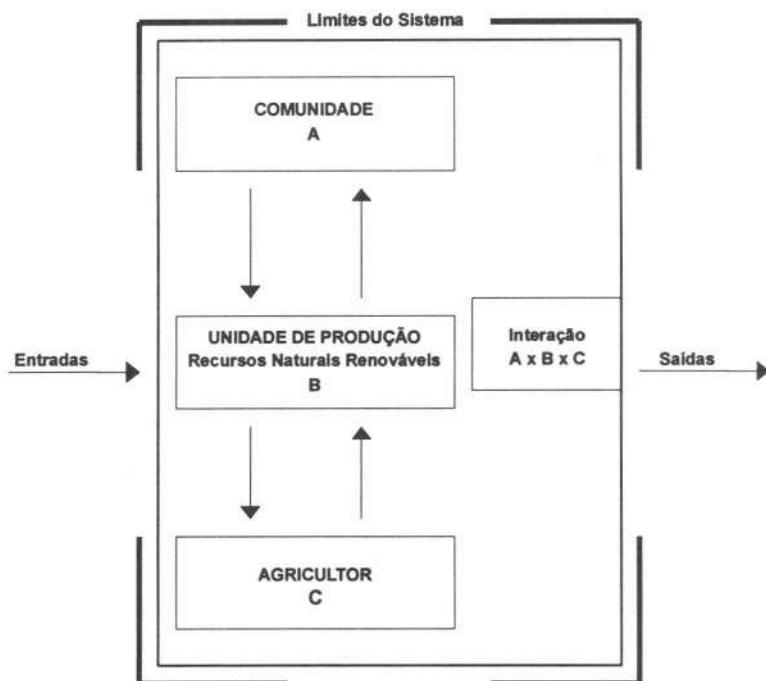 Limites do Sistema
COMUNIDADE
A
UNIDADE DE PRODUÇÃO
Recursos Naturais Renováveis
B
Interação
A x B x C
Entradas
Saídas
AGRICULTOR
C